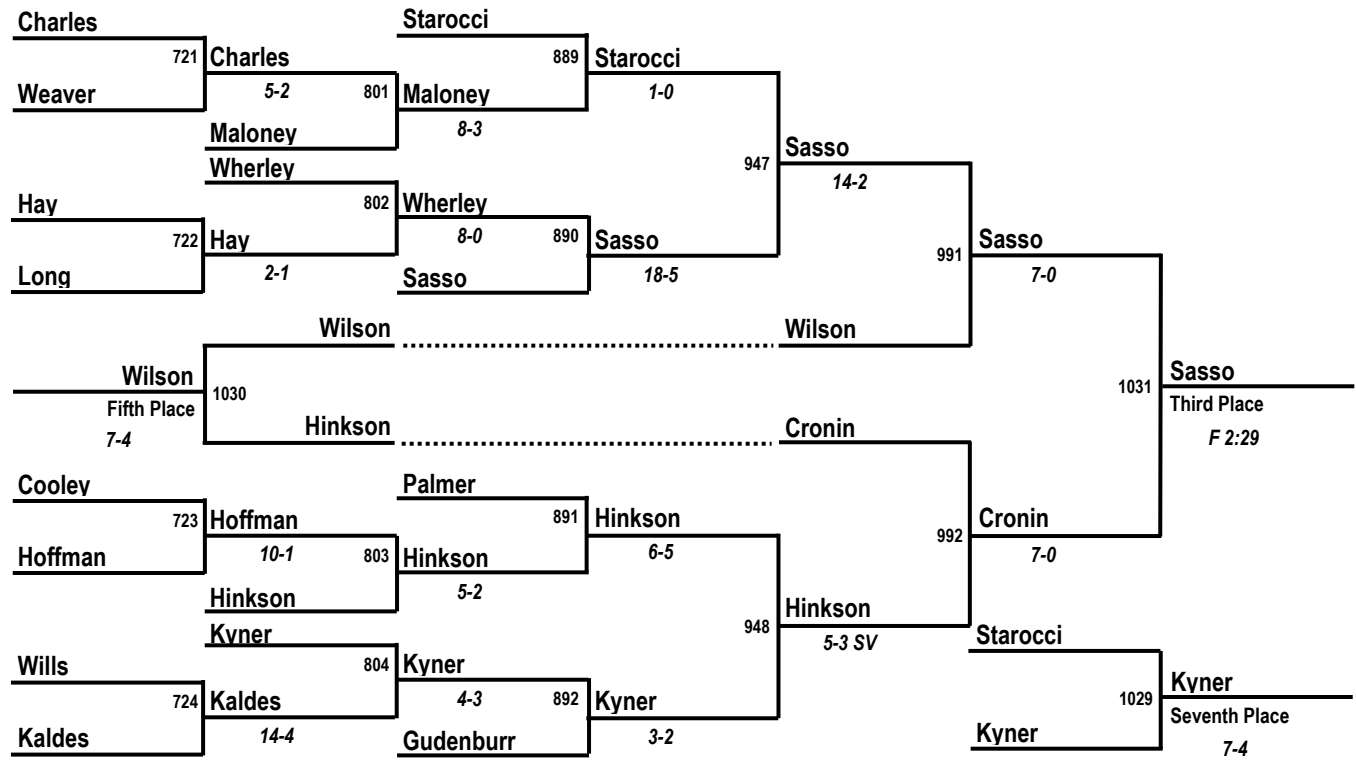 Charles
721
Weaver
Charles
5-2
801
Maloney
Starocci
Maloney
8-3
889
Starocci
1-0
Hay
722
Long
Hay
2-1
Wherley
802
Wherley
8-0
Sasso
890
Sasso
18-5
947
Sasso
14-2
Wilson
991
Sasso
7-0
Wilson
Hinkson
1030
Wilson
Fifth Place
7-4
Cronin
1031
Sasso
Third Place
F 2:29
Cooley
723
Hoffman
Hoffman
10-1
803
Hinkson
Palmer
Hinkson
5-2
891
Hinkson
6-5
Wills
724
Kaldes
Kaldes
14-4
Kyner
804
Kyner
4-3
Gudenburr
892
Kyner
3-2
948
Hinkson
5-3 SV
992
Cronin
7-0
Starocci
1029
Kyner
Kyner
Seventh Place
7-4